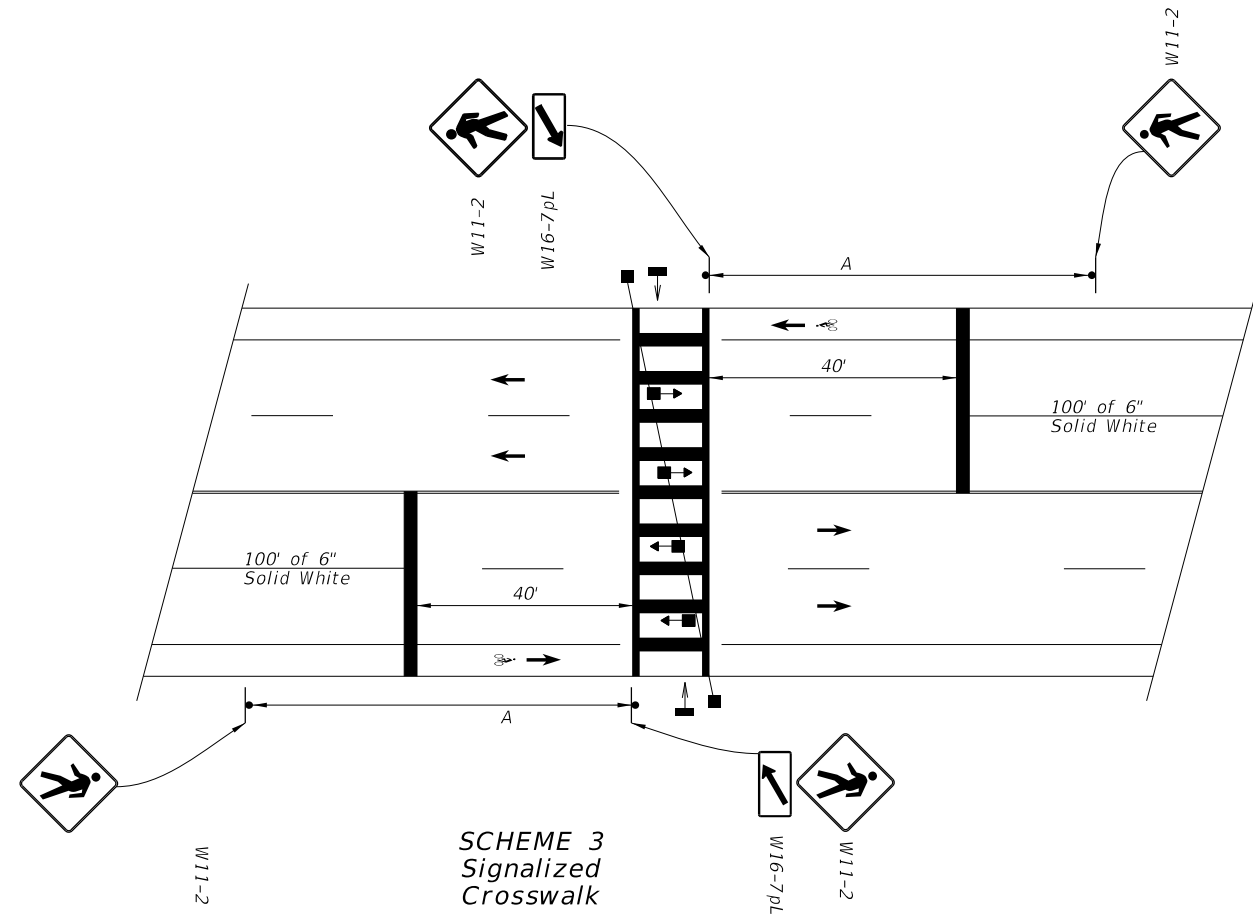 W11-2
W11-2
W16-7pL
A
40'
100' of 6"
Solid White
100' of 6"
Solid White
40'
A
SCHEME 3
Signalized
Crosswalk
W11-2
W16-7pL
W11-2